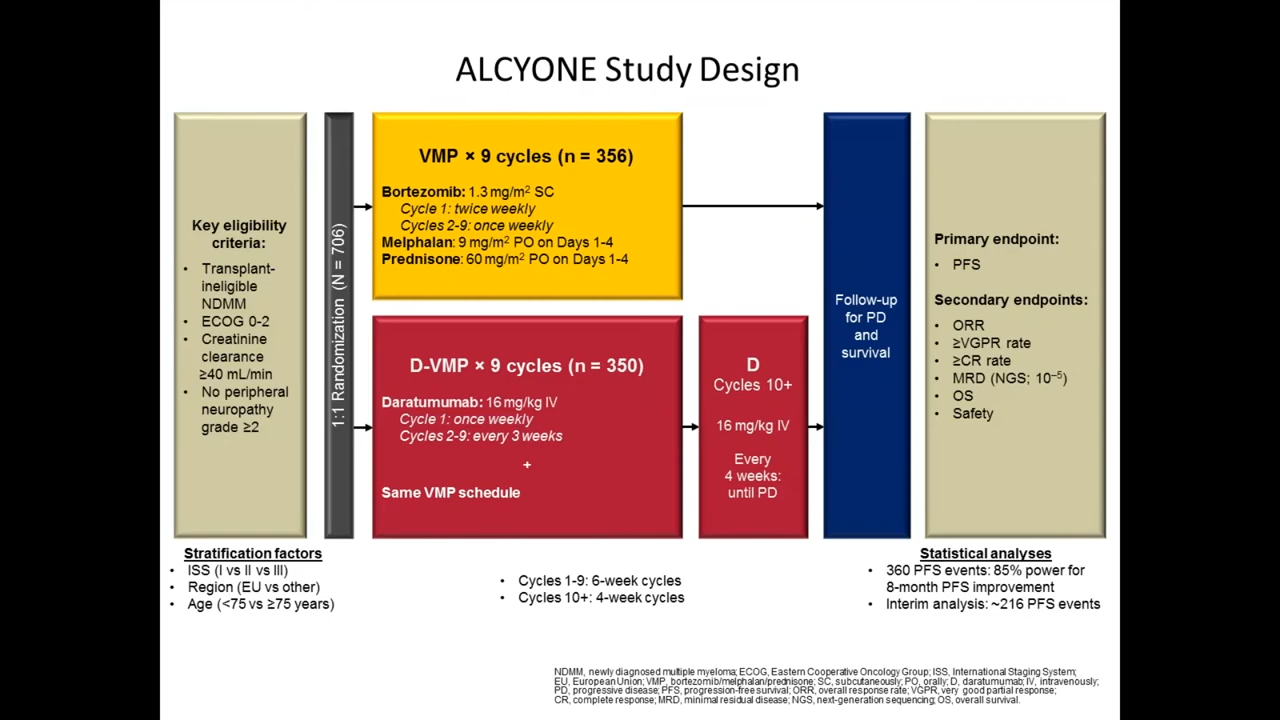 ALCYONE Study Design
Key eligibility
criteria:
• Transplant-
ineligible
NDMM
• ECOG 0-2
• Creatinine
clearance
≥40 mL/min
• No peripheral
neuropathy
grade ≥2
1:1 Randomization (N = 706)
VMP × 9 cycles (n = 356)
Bortezomib: 1.3 mg/m² SC
Cycle 1: twice weekly
Cycles 2-9: once weekly
Melphalan: 9 mg/m² PO on Days 1-4
Prednisone: 60 mg/m² PO on Days 1-4
D-VMP × 9 cycles (n = 350)
Daratumumab: 16 mg/kg IV
Cycle 1: once weekly
Cycles 2-9: every 3 weeks
+
Same VMP schedule
D
Cycles 10+
16 mg/kg IV
Every
4 weeks:
until PD
Follow-up
for PD
and
survival
Primary endpoint:
• PFS
Secondary endpoints:
• ORR
• ≥VGPR rate
• ≥CR rate
• MRD (NGS; 10⁻⁵)
• OS
• Safety
Stratification factors
• ISS (I vs II vs III)
• Region (EU vs other)
• Age (<75 vs ≥75 years)
• Cycles 1-9: 6-week cycles
• Cycles 10+: 4-week cycles
Statistical analyses
• 360 PFS events: 85% power for
8-month PFS improvement
• Interim analysis: ~216 PFS events
NDMM, newly diagnosed multiple myeloma; ECOG, Eastern Cooperative Oncology Group; ISS, International Staging System;
EU, European Union; VMP, bortezomib/melphalan/prednisone; SC, subcutaneously; PO, orally; D, daratumumab; IV, intravenously;
PD, progressive disease; PFS, progression-free survival; ORR, overall response rate; VGPR, very good partial response;
CR, complete response; MRD, minimal residual disease; NGS, next-generation sequencing; OS, overall survival.